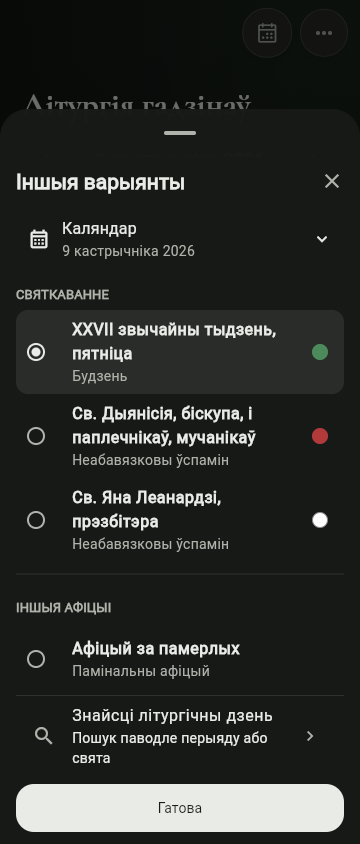 Літургія гадзінаў
Іншыя варыянты
Каляндар
9 кастрычніка 2026
СВЯТКАВАННЕ
XXVII звычайны тыдзень,
пятніца
Будзень
Св. Дыянісія, біскупа, і
паплечнікаў, мучанікаў
Неабавязковы ўспамін
Св. Яна Леанардзі,
прэзбітэра
Неабавязковы ўспамін
ІНШЫЯ АФІЦЫІ
Афіцый за памерлых
Памінальны афіцый
Знайсці літургічны дзень
Пошук паводле перыяду або
свята
Гатова